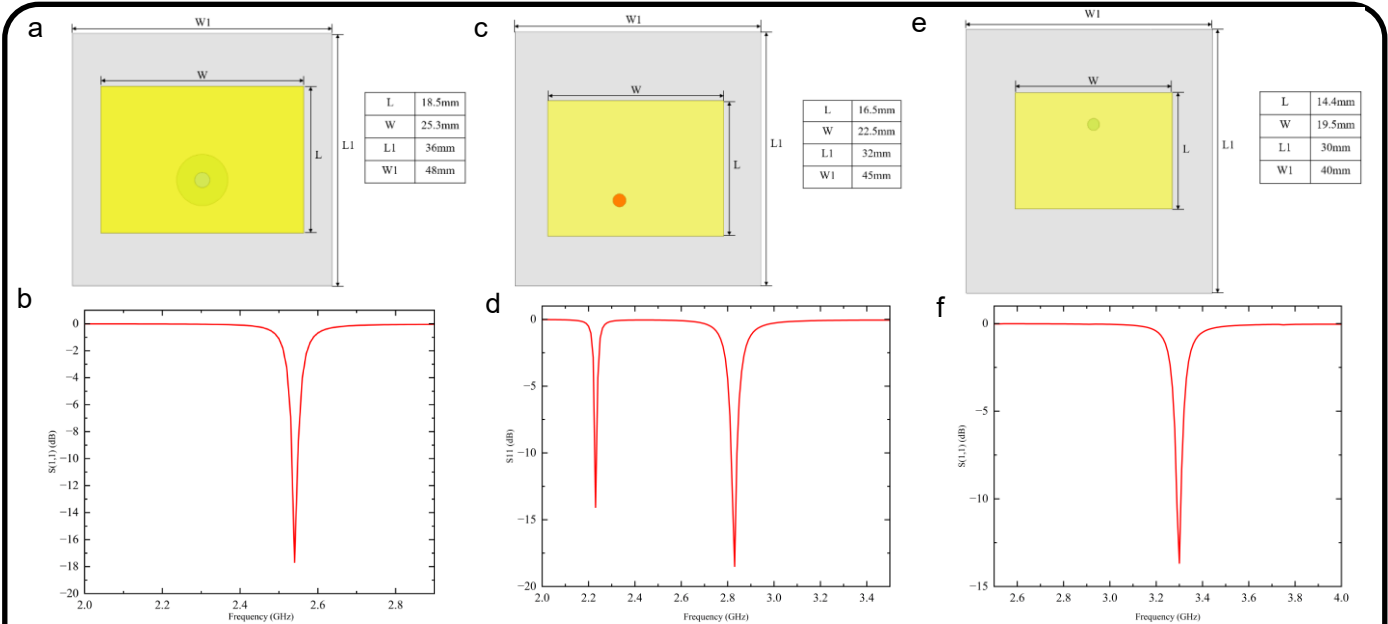 a
W1
W
L
L1
L 18.5mm
W 25.3mm
L1 36mm
W1 48mm
c
W1
W
L
L1
L 16.5mm
W 22.5mm
L1 32mm
W1 45mm
e
W1
W
L
L1
L 14.4mm
W 19.5mm
L1 30mm
W1 40mm
b
0
−2
−4
−6
−8
−10
−12
−14
−16
−18
−20
S(1,1) (dB)
2.0 2.2 2.4 2.6 2.8
Frequency (GHz)
d
0
−5
−10
−15
−20
S11 (dB)
2.0 2.2 2.4 2.6 2.8 3.0 3.2 3.4
Frequency (GHz)
f
0
−5
−10
−15
S(1,1) (dB)
2.6 2.8 3.0 3.2 3.4 3.6 3.8 4.0
Frequency (GHz)